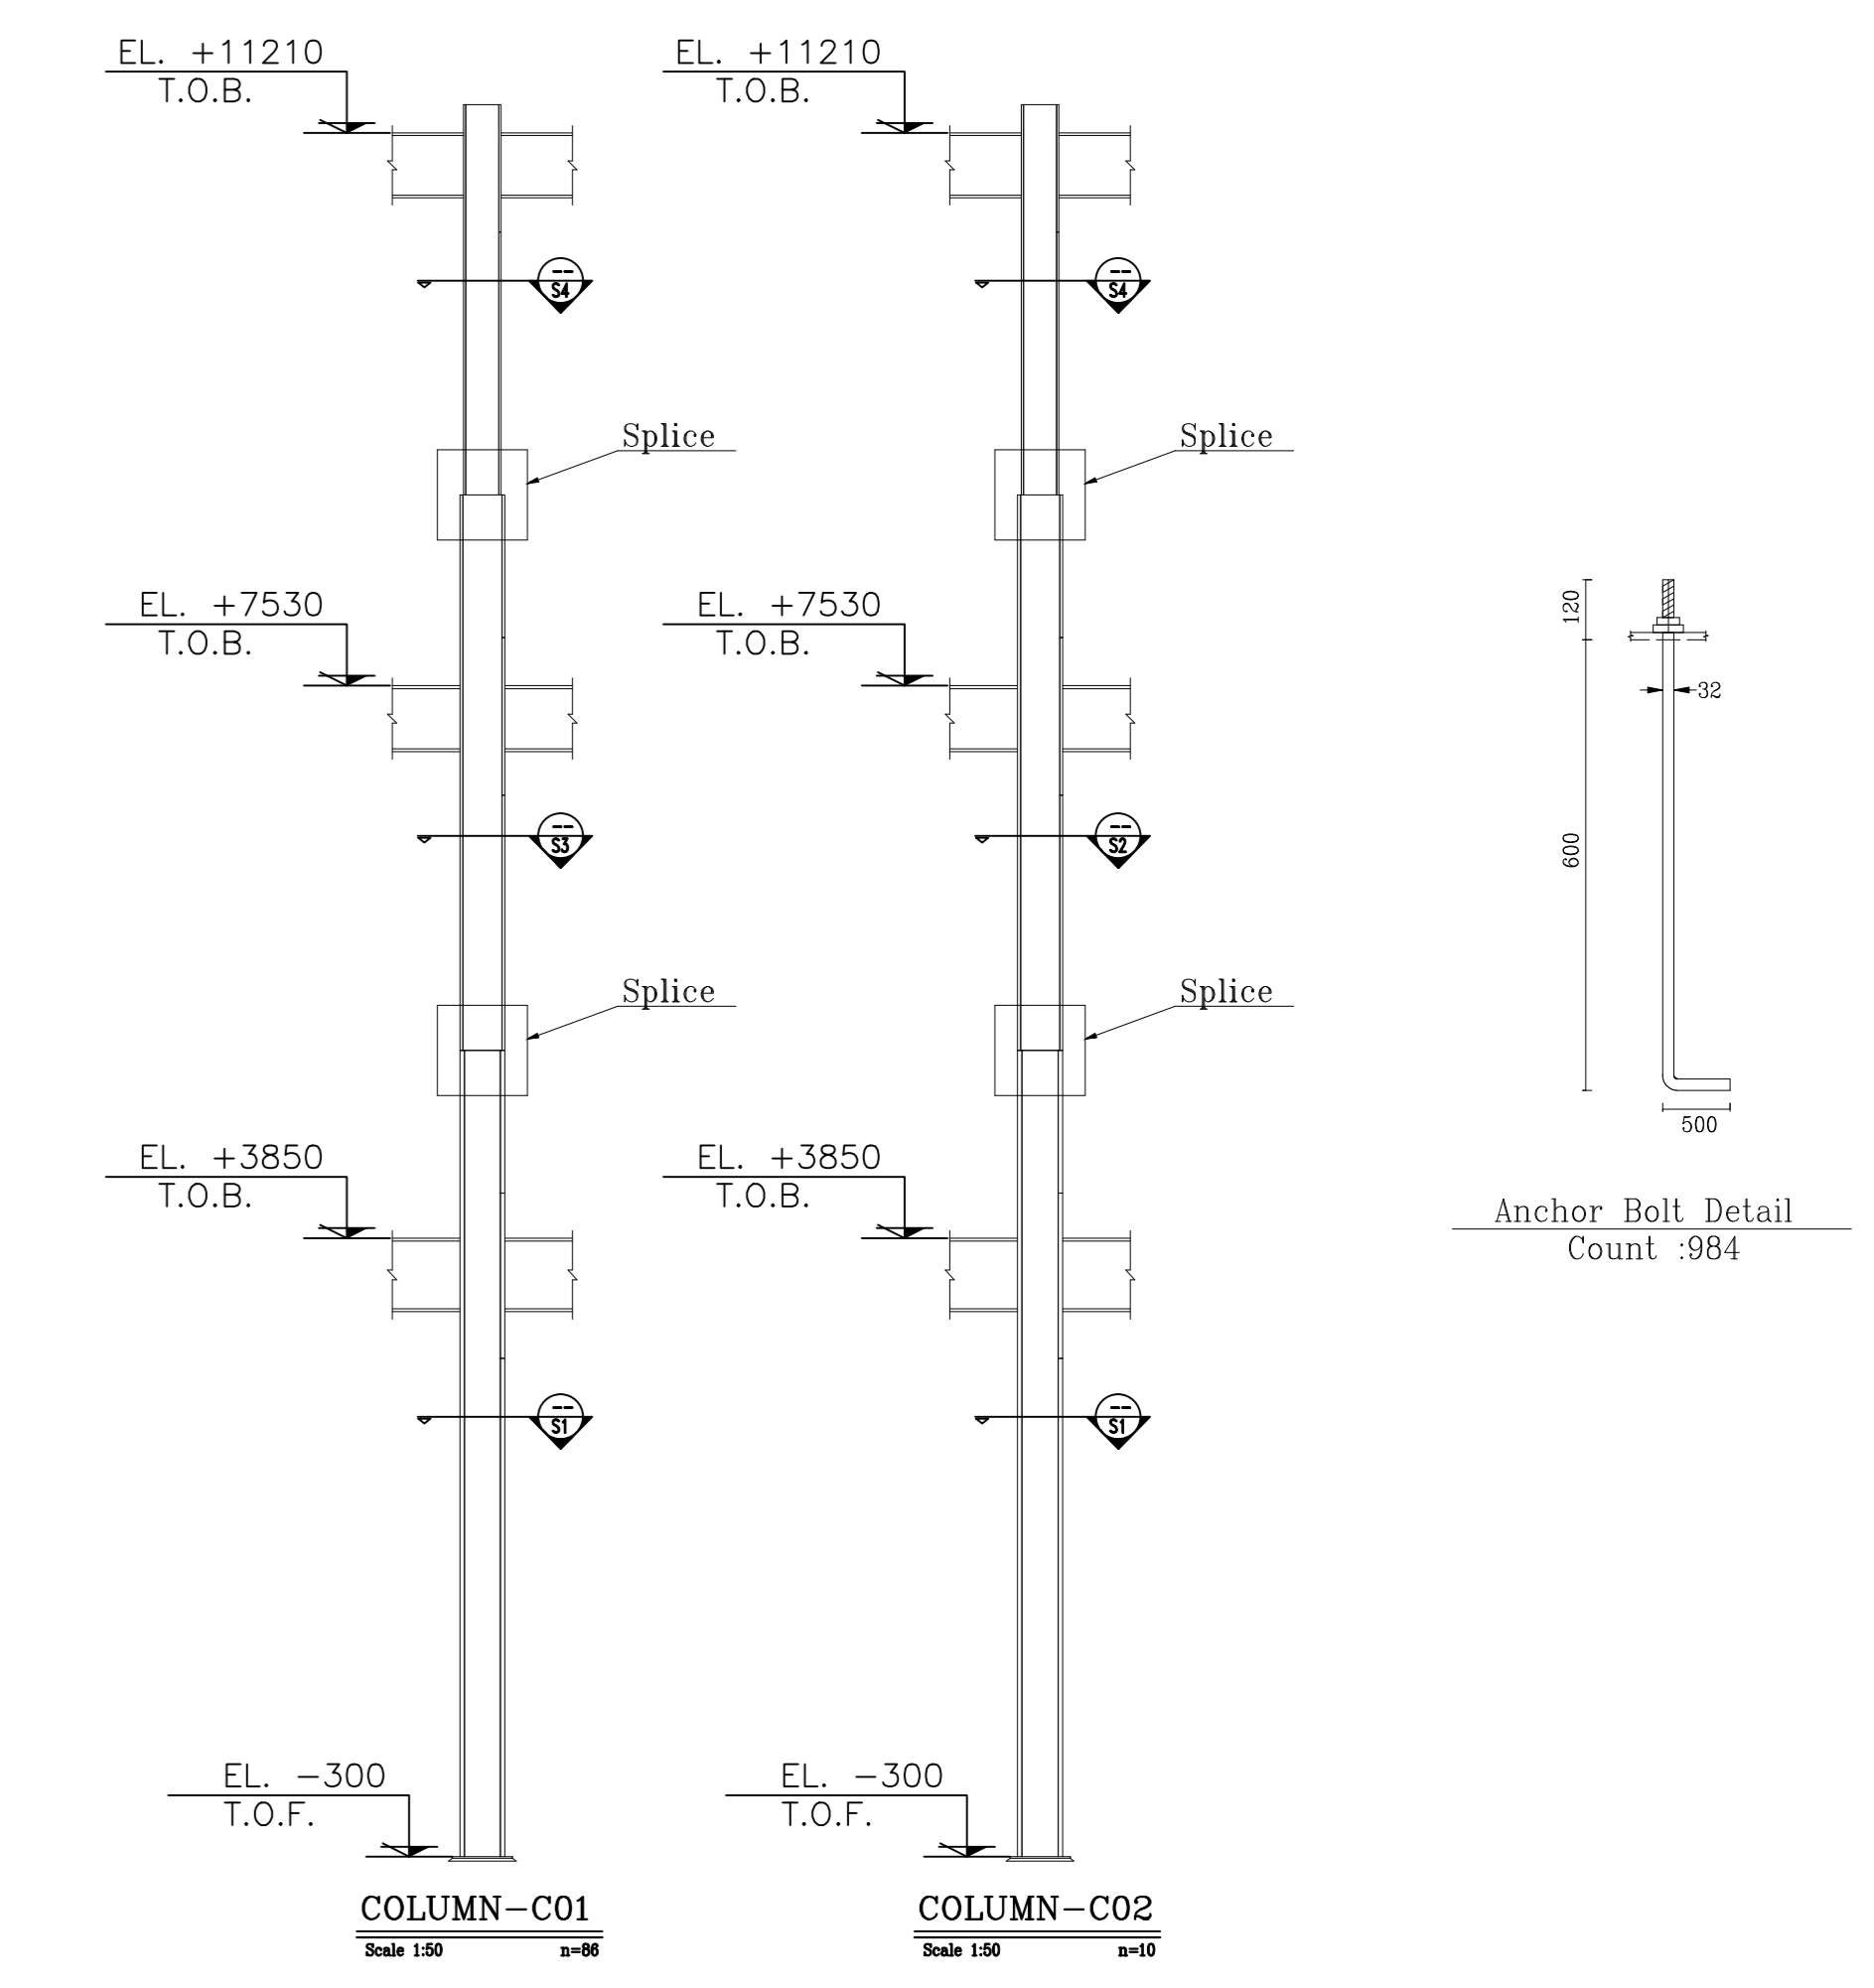 EL. +11210
T.O.B.
EL. +11210
T.O.B.
--
S4
--
S4
Splice
Splice
EL. +7530
T.O.B.
EL. +7530
T.O.B.
120
32
600
--
S3
--
S2
Splice
Splice
500
EL. +3850
T.O.B.
EL. +3850
T.O.B.
Anchor Bolt Detail
Count :984
--
S1
--
S1
EL. -300
T.O.F.
EL. -300
T.O.F.
COLUMN-C01
Scale 1:50 n=86
COLUMN-C02
Scale 1:50 n=10